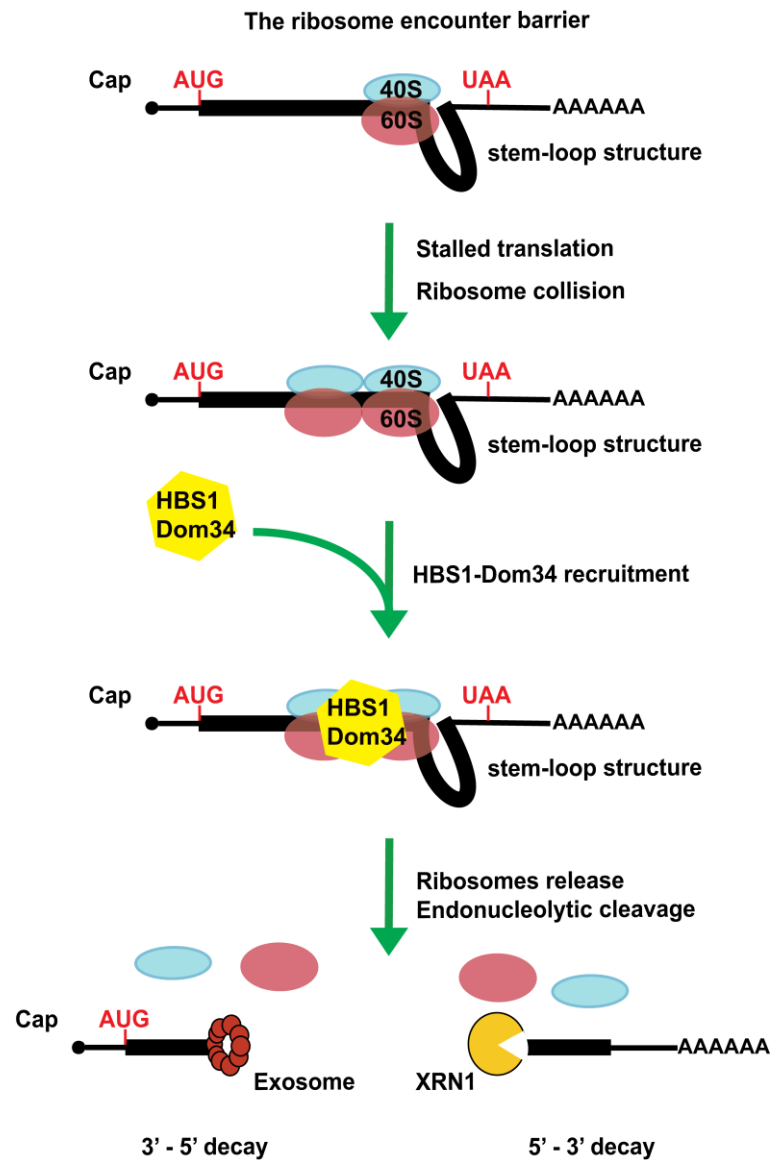 The ribosome encounter barrier
Cap
AUG
40S
60S
UAA
AAAAAA
stem-loop structure
Stalled translation
Ribosome collision
Cap
AUG
40S
60S
UAA
AAAAAA
stem-loop structure
HBS1
Dom34
HBS1-Dom34 recruitment
Cap
AUG
HBS1
Dom34
UAA
AAAAAA
stem-loop structure
Ribosomes release
Endonucleolytic cleavage
Cap
AUG
Exosome
XRN1
AAAAAA
3’ - 5’ decay
5’ - 3’ decay